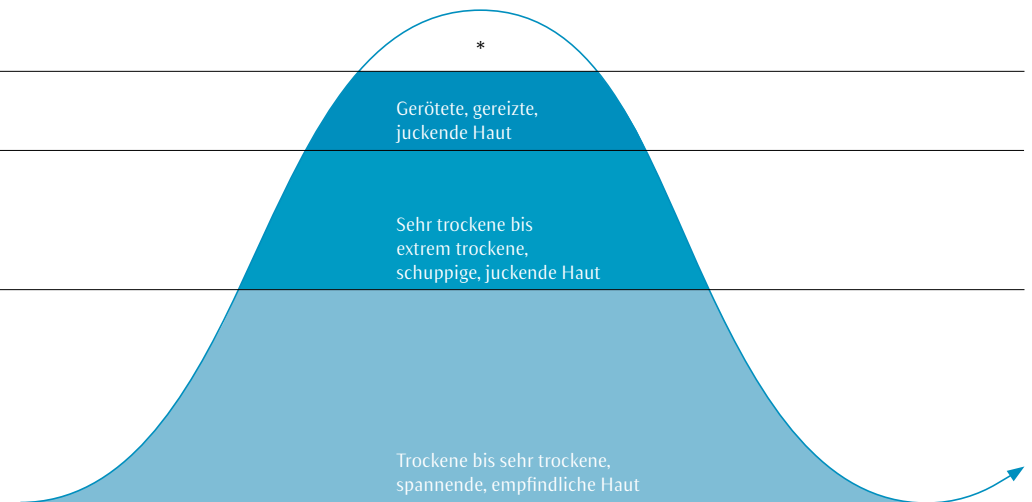 *
Gerötete, gereizte,
juckende Haut
Sehr trockene bis
extrem trockene,
schuppige, juckende Haut
Trockene bis sehr trockene,
spannende, empfindliche Haut